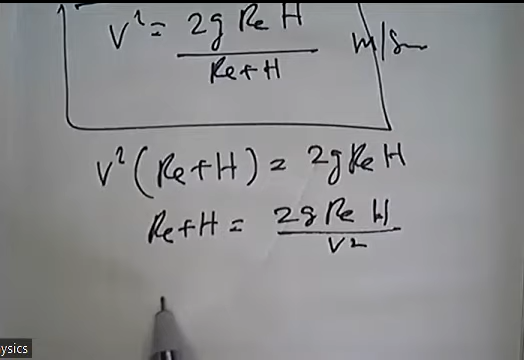 V² = 2g Re H / Re + H m/s
V² (Re + H) = 2g Re H
Re + H = 2g Re H / V²
ysics